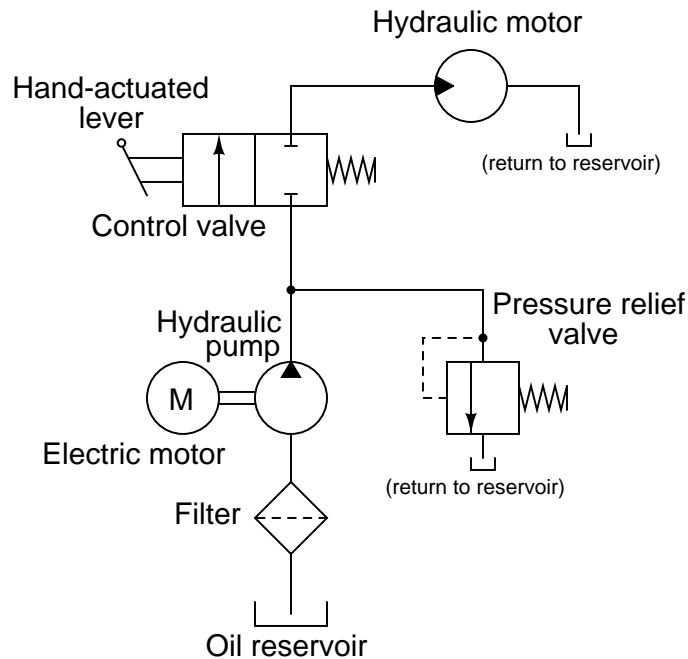 Hydraulic motor
Hand-actuated
lever
(return to reservoir)
Control valve
Pressure relief
valve
Hydraulic
pump
M
Electric motor
(return to reservoir)
Filter
Oil reservoir